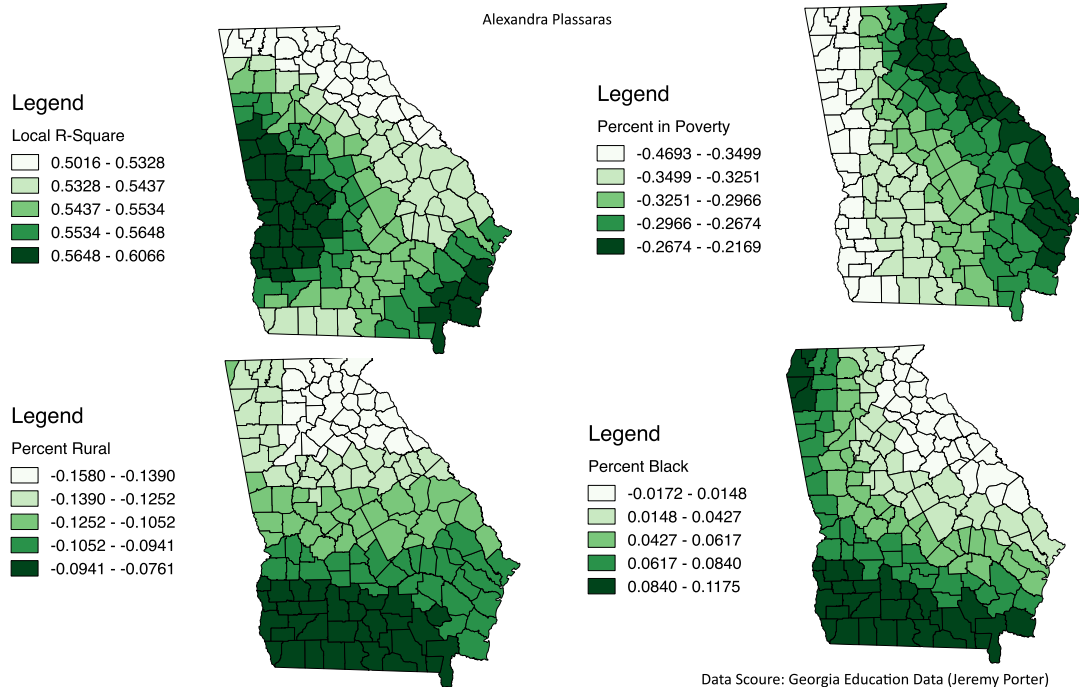 Alexandra Plassaras
Legend
Local R-Square
0.5016 - 0.5328
0.5328 - 0.5437
0.5437 - 0.5534
0.5534 - 0.5648
0.5648 - 0.6066
Legend
Percent in Poverty
-0.4693 - -0.3499
-0.3499 - -0.3251
-0.3251 - -0.2966
-0.2966 - -0.2674
-0.2674 - -0.2169
Legend
Percent Rural
-0.1580 - -0.1390
-0.1390 - -0.1252
-0.1252 - -0.1052
-0.1052 - -0.0941
-0.0941 - -0.0761
Legend
Percent Black
-0.0172 - 0.0148
0.0148 - 0.0427
0.0427 - 0.0617
0.0617 - 0.0840
0.0840 - 0.1175
Data Scoure: Georgia Education Data (Jeremy Porter)